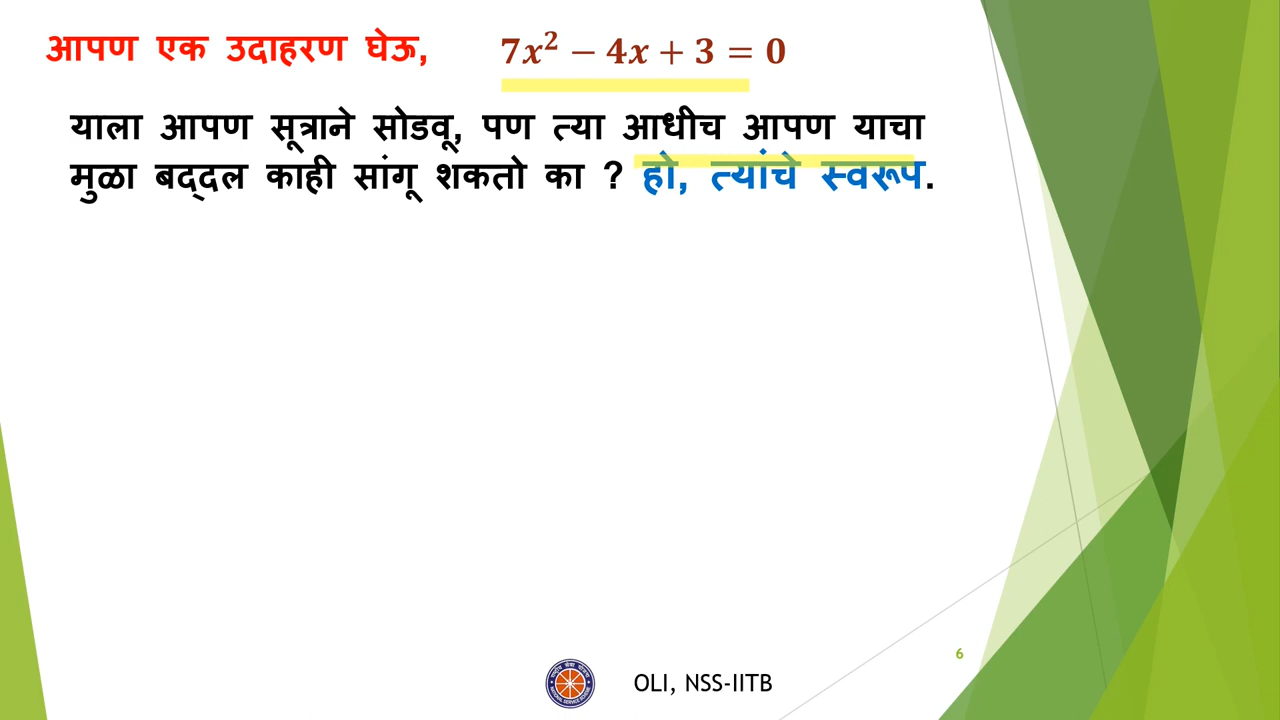 आपण एक उदाहरण घेऊ, 7x² − 4x + 3 = 0
याला आपण सूत्राने सोडवू, पण त्या आधीच आपण याचा
मुळा बद्दल काही सांगू शकतो का ? हो, त्यांचे स्वरूप.
6
OLI, NSS-IITB